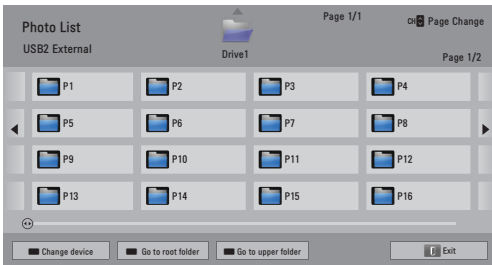 Photo List
USB2 External
Drive1
Page 1/1
CH Page Change
Page 1/2
P1
P2
P3
P4
P5
P6
P7
P8
P9
P10
P11
P12
P13
P14
P15
P16
Change device
Go to root folder
Go to upper folder
Exit